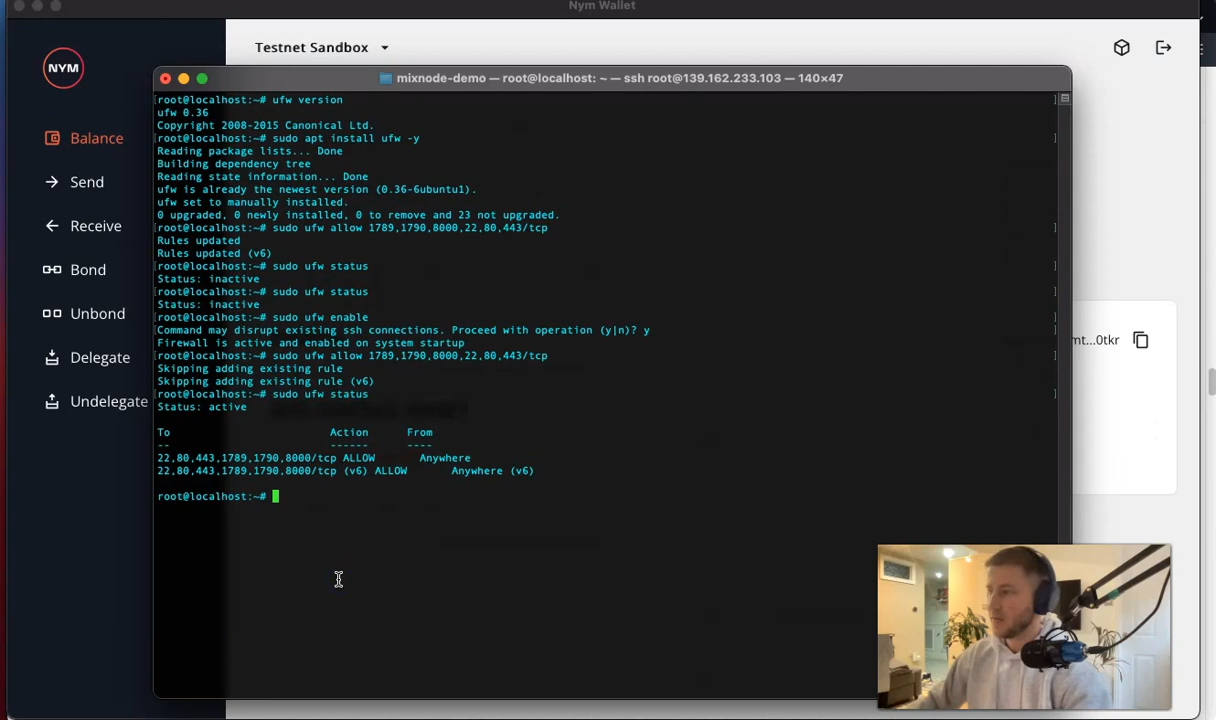 Nym Wallet
Testnet Sandbox
NYM
Balance
Send
Receive
Bond
Unbond
Delegate
Undelegate
mt...0tkr
mixnode-demo — root@localhost: ~ — ssh root@139.162.233.103 — 140×47
[root@localhost:~# ufw version ]
ufw 0.36
Copyright 2008-2015 Canonical Ltd.
[root@localhost:~# sudo apt install ufw -y ]
Reading package lists... Done
Building dependency tree
Reading state information... Done
ufw is already the newest version (0.36-6ubuntu1).
ufw set to manually installed.
0 upgraded, 0 newly installed, 0 to remove and 23 not upgraded.
[root@localhost:~# sudo ufw allow 1789,1790,8000,22,80,443/tcp ]
Rules updated
Rules updated (v6)
[root@localhost:~# sudo ufw status ]
Status: inactive
[root@localhost:~# sudo ufw status ]
Status: inactive
[root@localhost:~# sudo ufw enable ]
[Command may disrupt existing ssh connections. Proceed with operation (y|n)? y ]
Firewall is active and enabled on system startup
[root@localhost:~# sudo ufw allow 1789,1790,8000,22,80,443/tcp ]
Skipping adding existing rule
Skipping adding existing rule (v6)
[root@localhost:~# sudo ufw status ]
Status: active
To Action From
-- ------ ----
22,80,443,1789,1790,8000/tcp ALLOW Anywhere
22,80,443,1789,1790,8000/tcp (v6) ALLOW Anywhere (v6)
root@localhost:~#